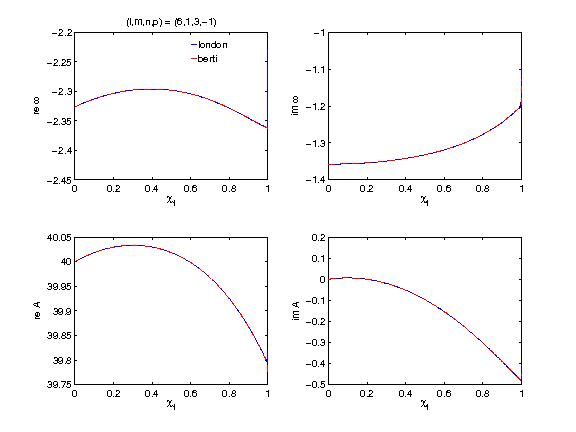 (l,m,n,p) = (6,1,3,−1)
london
berti
−2.2
−2.25
−2.3
−2.35
−2.4
−2.45
re ω
0 0.2 0.4 0.6 0.8 1
χf
−1
−1.1
−1.2
−1.3
−1.4
im ω
0 0.2 0.4 0.6 0.8 1
χf
40.05
40
39.95
39.9
39.85
39.8
39.75
re A
0 0.2 0.4 0.6 0.8 1
χf
0.2
0.1
0
−0.1
−0.2
−0.3
−0.4
−0.5
im A
0 0.2 0.4 0.6 0.8 1
χf